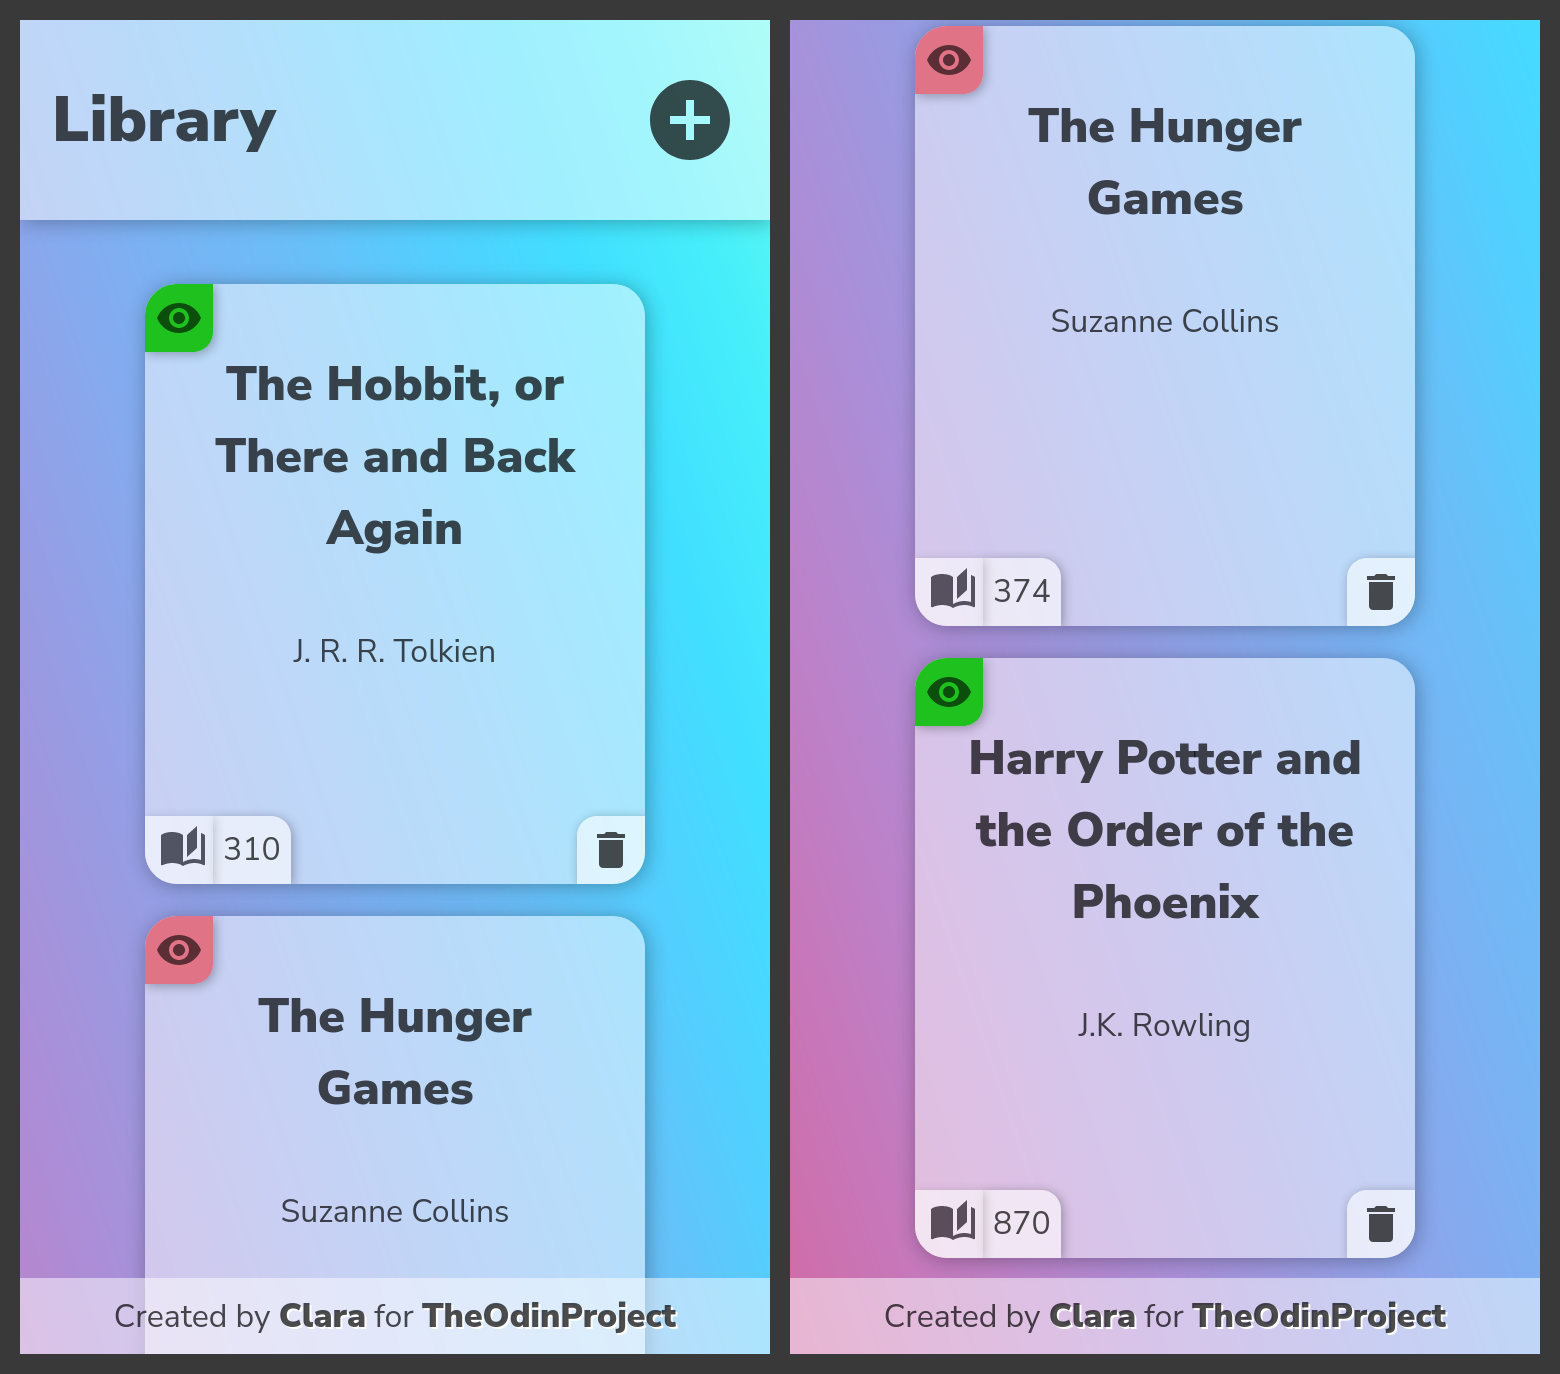 Library
The Hobbit, or
There and Back
Again
J. R. R. Tolkien
310
The Hunger
Games
Suzanne Collins
Created by Clara for TheOdinProject
The Hunger
Games
Suzanne Collins
374
Harry Potter and
the Order of the
Phoenix
J.K. Rowling
870
Created by Clara for TheOdinProject